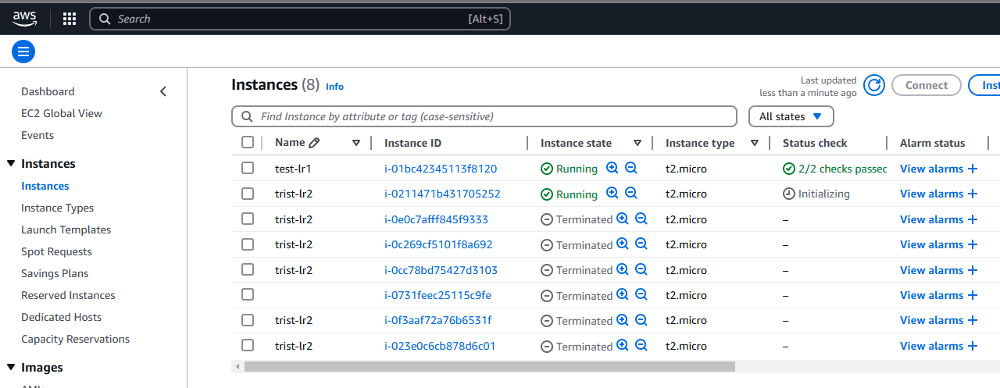 aws
Search [Alt+S]
Dashboard
EC2 Global View
Events
Instances
Instances
Instance Types
Launch Templates
Spot Requests
Savings Plans
Reserved Instances
Dedicated Hosts
Capacity Reservations
Images
Instances (8) Info
Last updated
less than a minute ago
Connect
Find Instance by attribute or tag (case-sensitive)
All states
Name Instance ID Instance state Instance type Status check Alarm status
test-lr1 i-01bc42345113f8120 Running t2.micro 2/2 checks passec View alarms +
trist-lr2 i-0211471b431705252 Running t2.micro Initializing View alarms +
trist-lr2 i-0e0c7afff845f9333 Terminated t2.micro – View alarms +
trist-lr2 i-0c269cf5101f8a692 Terminated t2.micro – View alarms +
trist-lr2 i-0cc78bd75427d3103 Terminated t2.micro – View alarms +
i-0731feec25115c9fe Terminated t2.micro – View alarms +
trist-lr2 i-0f3aaf72a76b6531f Terminated t2.micro – View alarms +
trist-lr2 i-023e0c6cb878d6c01 Terminated t2.micro – View alarms +